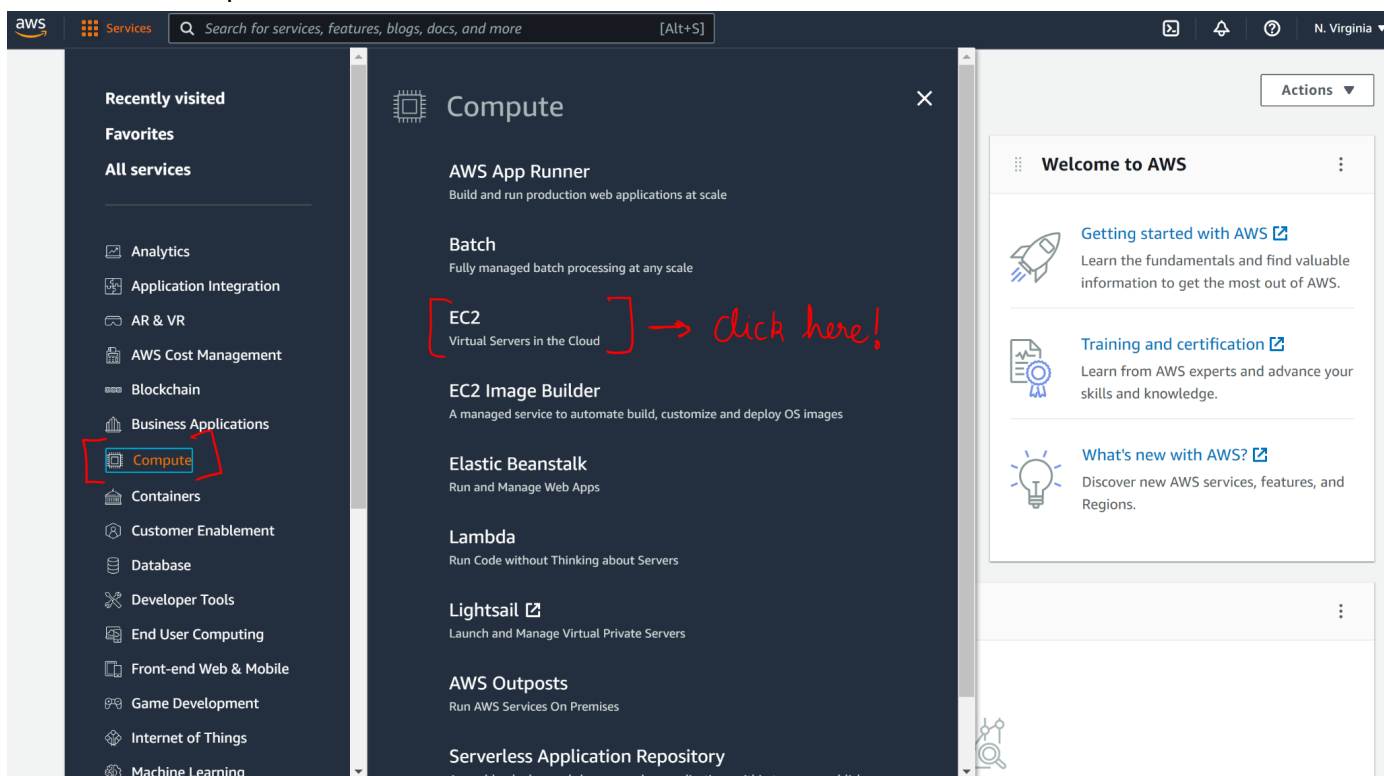 aws
Services
Search for services, features, blogs, docs, and more [Alt+S]
N. Virginia
Recently visited
Favorites
All services
Analytics
Application Integration
AR & VR
AWS Cost Management
Blockchain
Business Applications
Compute
Containers
Customer Enablement
Database
Developer Tools
End User Computing
Front-end Web & Mobile
Game Development
Internet of Things
Machine Learning
Compute
AWS App Runner
Build and run production web applications at scale
Batch
Fully managed batch processing at any scale
EC2
Virtual Servers in the Cloud
Click here!
EC2 Image Builder
A managed service to automate build, customize and deploy OS images
Elastic Beanstalk
Run and Manage Web Apps
Lambda
Run Code without Thinking about Servers
Lightsail
Launch and Manage Virtual Private Servers
AWS Outposts
Run AWS Services On Premises
Serverless Application Repository
Actions
Welcome to AWS
Getting started with AWS
Learn the fundamentals and find valuable
information to get the most out of AWS.
Training and certification
Learn from AWS experts and advance your
skills and knowledge.
What's new with AWS?
Discover new AWS services, features, and
Regions.